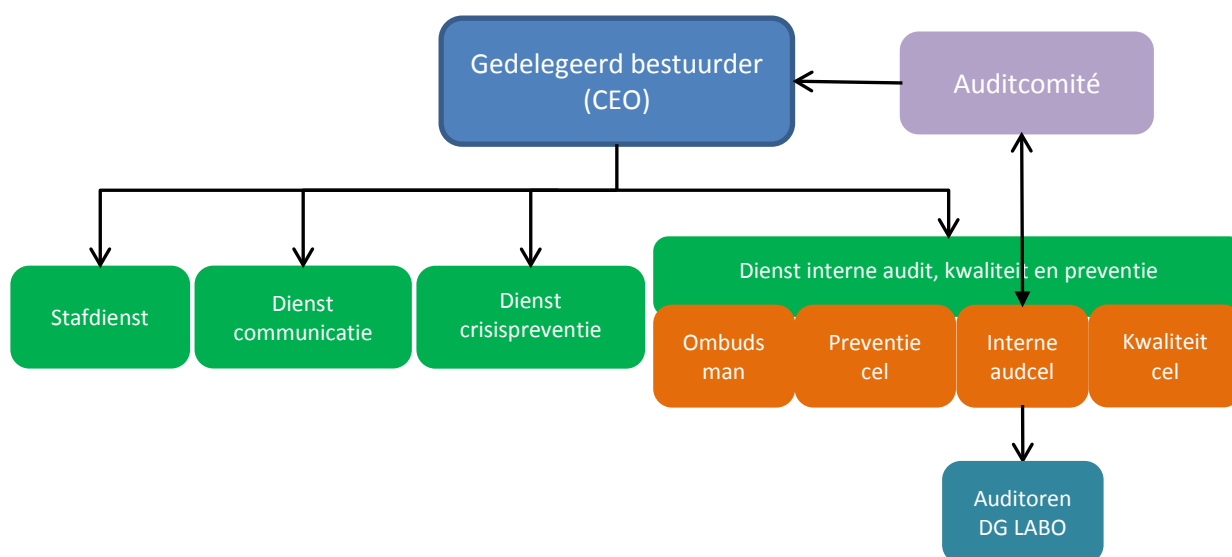 Gedelegeerd bestuurder
(CEO)
Auditcomité
Stafdienst
Dienst
communicatie
Dienst
crisispreventie
Dienst interne audit, kwaliteit en preventie
Ombuds
man
Preventie
cel
Interne
audcel
Kwaliteit
cel
Auditoren
DG LABO